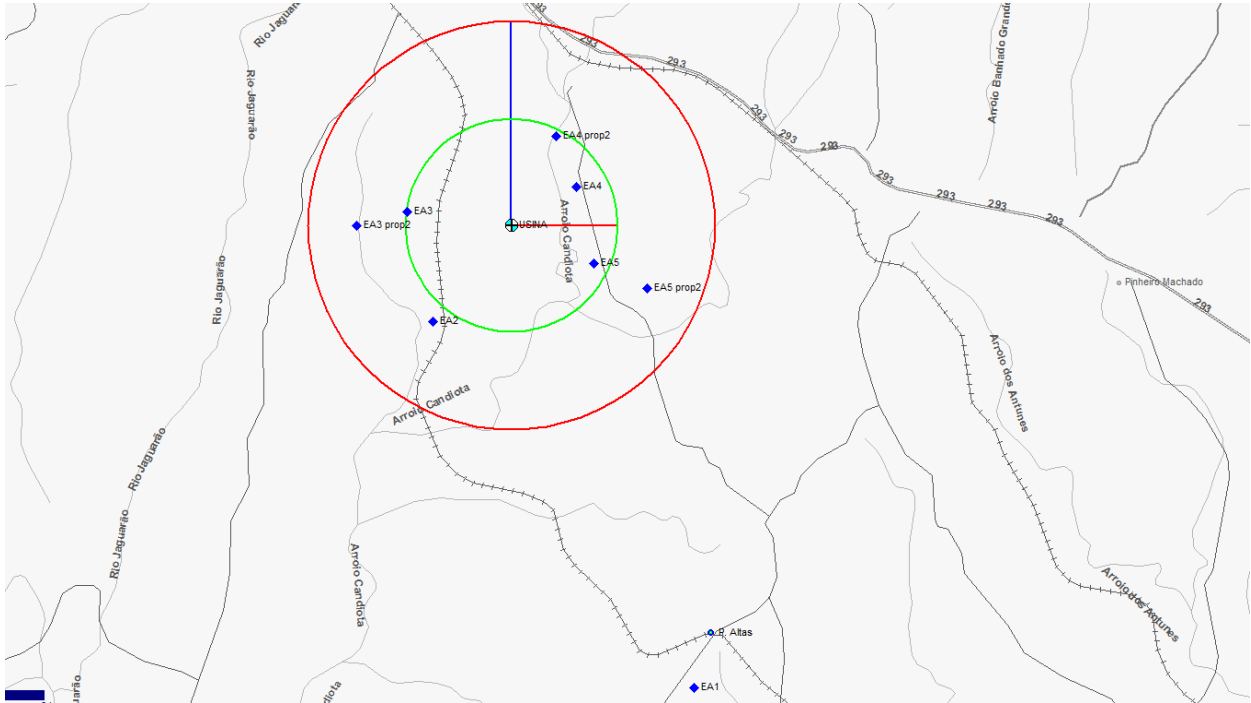 293
Rio Jaguarão
293
293
Arroio Banhado Grande
Rio Jaguarão
293
EA4 prop2
293
293
293
EA4
293
293
EA3
Arroio Candiota
293
EA3 prop2
USINA
EA5
Rio Jaguarão
EA5 prop2
Pinheiro Machado
293
EA2
Arroio dos Antunes
Arroio Candiota
Rio Jaguarão
Rio Jaguarão
Arroio Candiota
Arroio dos Antunes
P. Altas
EA1